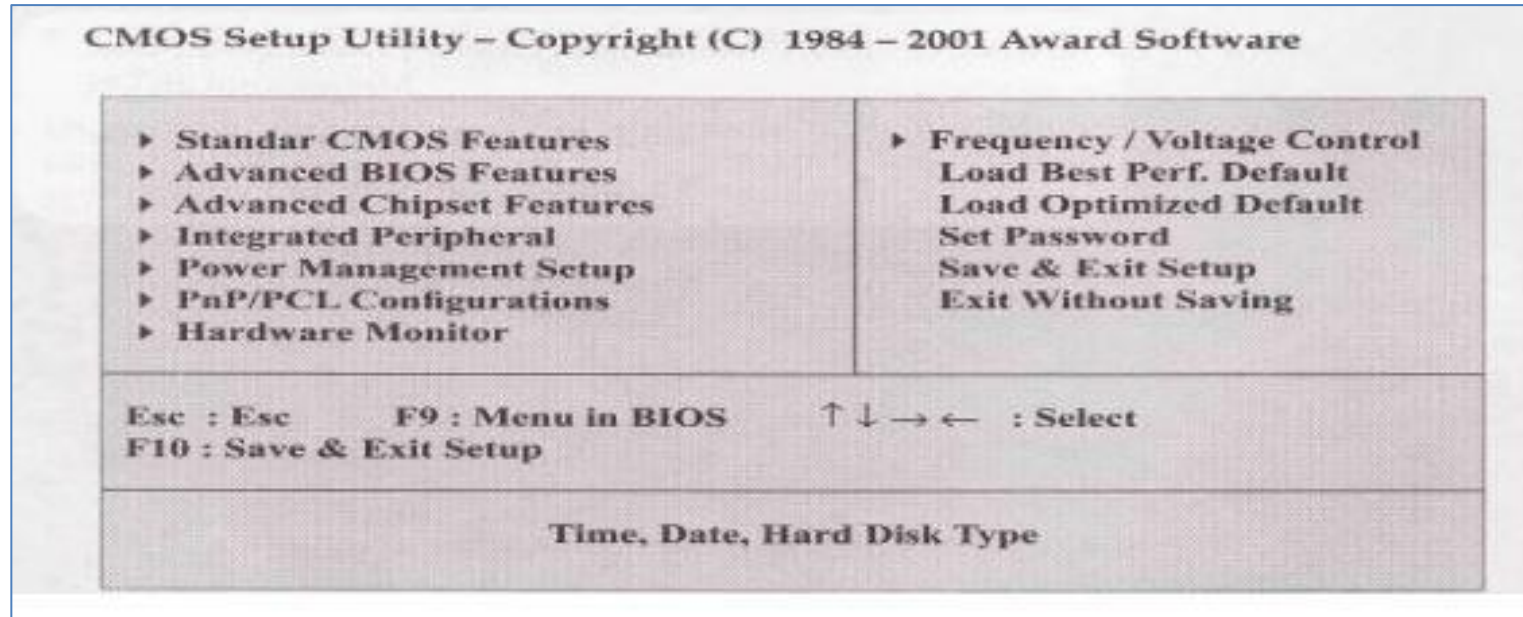 CMOS Setup Utility – Copyright (C) 1984 – 2001 Award Software
▸ Standar CMOS Features
▸ Advanced BIOS Features
▸ Advanced Chipset Features
▸ Integrated Peripheral
▸ Power Management Setup
▸ PnP/PCL Configurations
▸ Hardware Monitor
▸ Frequency / Voltage Control
Load Best Perf. Default
Load Optimized Default
Set Password
Save & Exit Setup
Exit Without Saving
Esc : Esc F9 : Menu in BIOS ↑ ↓ → ← : Select
F10 : Save & Exit Setup
Time, Date, Hard Disk Type